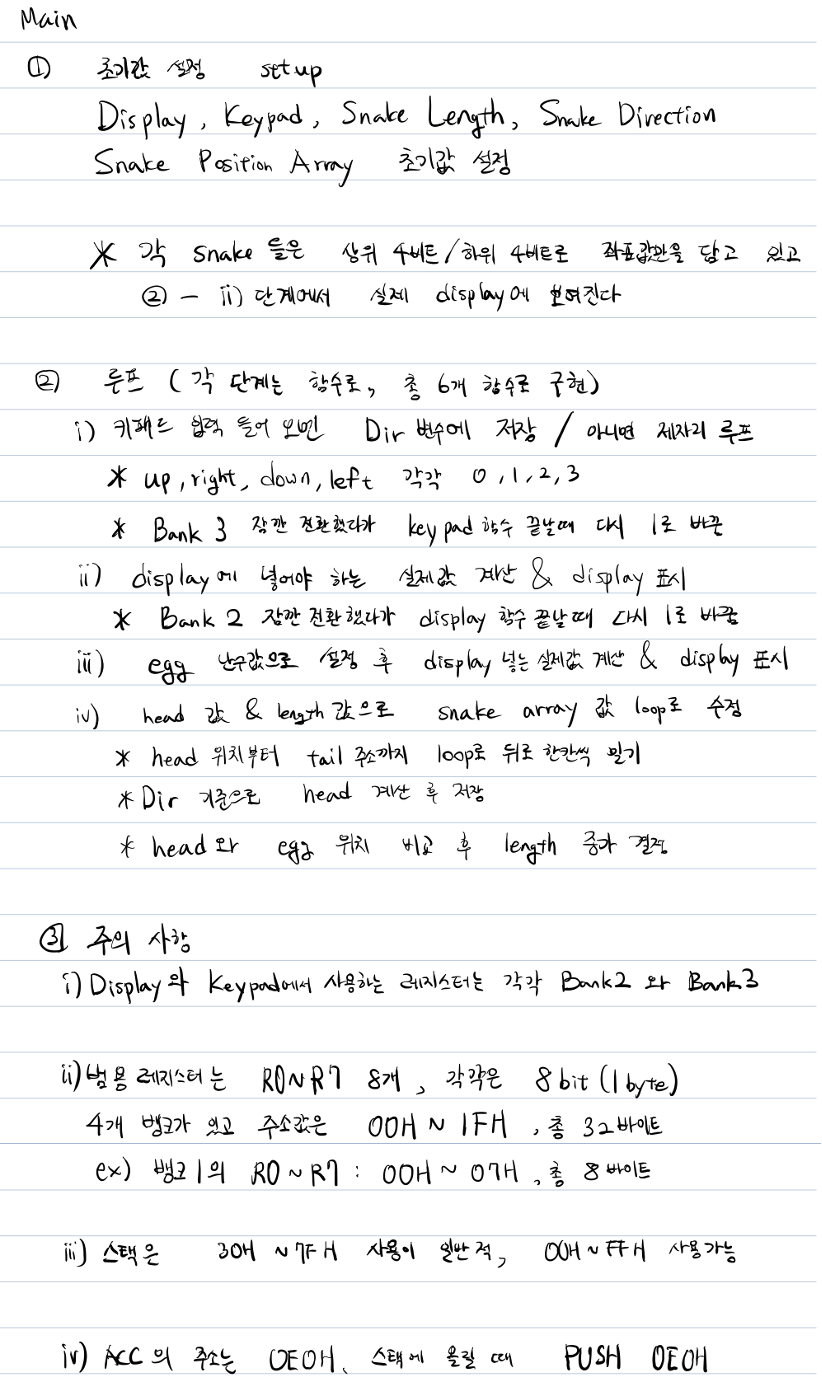 Main
① 초기값 설정 setup
Display, Keypad, Snake Length, Snake Direction
Snake Position Array 초기값 설정
* 각 snake 들은 상위 4비트/하위 4비트로 좌표값만을 담고 있고
② - ii) 단계에서 실제 display에 보여진다
② 루프 ( 각 단계는 함수로, 총 6개 함수로 구현)
i) 키패드 입력 들어 오면 Dir 변수에 저장 / 아니면 제자리 루프
* up, right, down, left 각각 0, 1, 2, 3
* Bank 3 잠깐 전환했다가 key pad 함수 끝날때 다시 1로 바꾼
ii) display에 넣어야 하는 실제값 계산 & display 표시
* Bank 2 잠깐 전환했다가 display 함수 끝날때 다시 1로 바꿈
iii) egg 난수값으로 설정 후 display 넣는 실제값 계산 & display 표시
iv) head 값 & length 값으로 snake array 값 loop로 수정
* head 위치부터 tail 주소까지 loop로 뒤로 한칸씩 밀기
* Dir 기준으로 head 계산 후 저장
* head와 egg 위치 비교 후 length 증가 결정
③ 주의 사항
i) Display와 Keypad에서 사용하는 레지스터는 각각 Bank2 와 Bank3
ii) 범용 레지스터는 R0~R7 8개, 각각은 8bit (1byte)
4개 뱅크가 있고 주소값은 00H ~ 1FH, 총 32바이트
ex) 뱅크 1의 R0 ~ R7 : 00H ~ 07H, 총 8바이트
iii) 스택은 30H ~ 7FH 사용이 일반적, 00H ~ FFH 사용가능
iv) ACC의 주소는 0E0H, 스택에 올릴 때 PUSH 0E0H